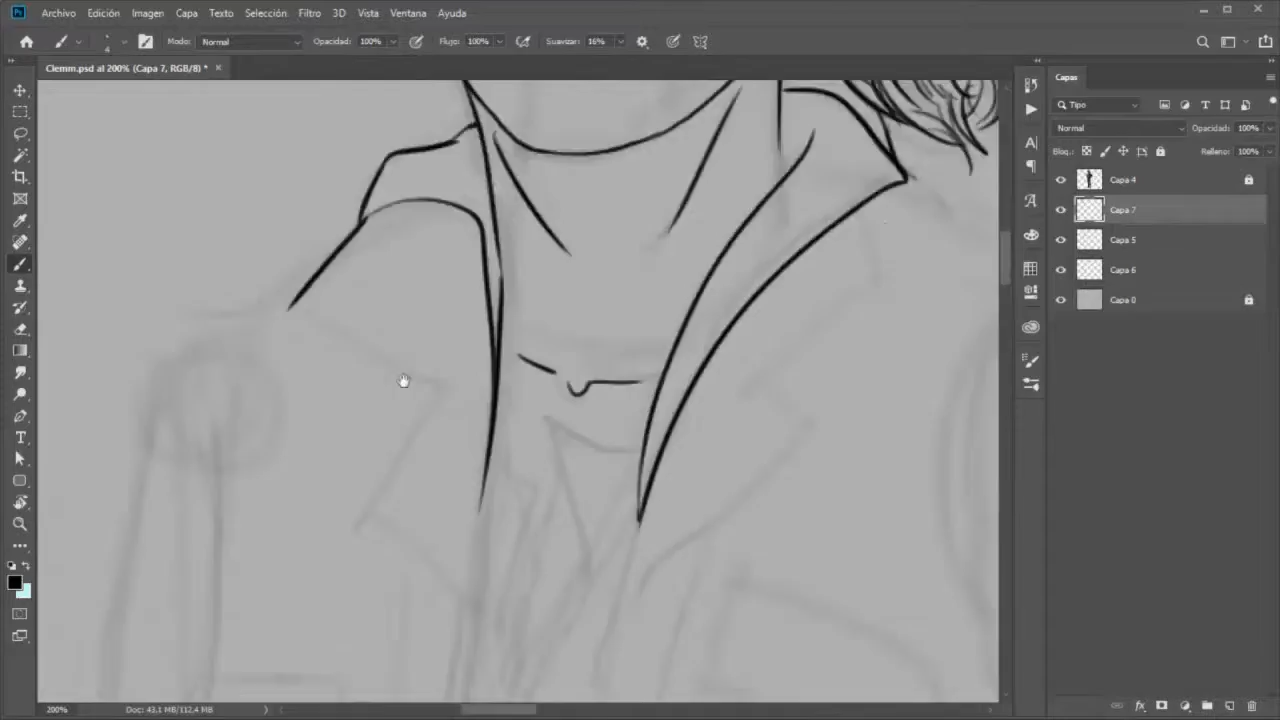 Ps Archivo Edición Imagen Capa Texto Selección Filtro 3D Vista Ventana Ayuda
4 Modo: Normal Opacidad: 100% Flujo: 100% Suavizar: 16%
Clemm.psd al 200% (Capa 7, RGB/8) * ×
Capas
Tipo
Normal Opacidad: 100%
Bloq.: Relleno: 100%
Capa 4
Capa 7
Capa 5
Capa 6
Capa 0
200% Doc: 43,1 MB/112,4 MB